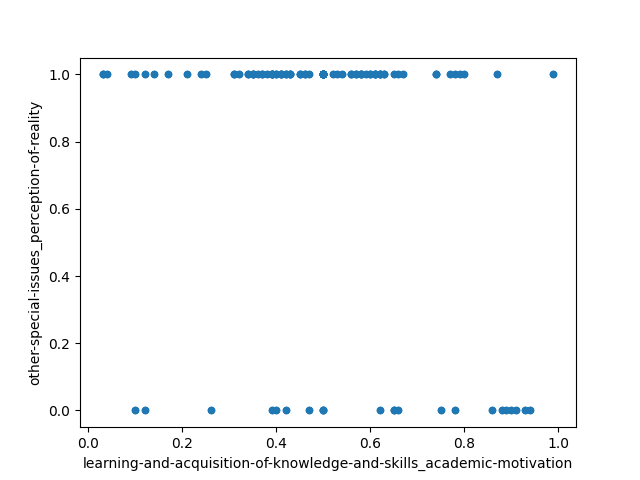 1.0
0.8
0.6
0.4
0.2
0.0
other-special-issues_perception-of-reality
0.0 0.2 0.4 0.6 0.8 1.0
learning-and-acquisition-of-knowledge-and-skills_academic-motivation